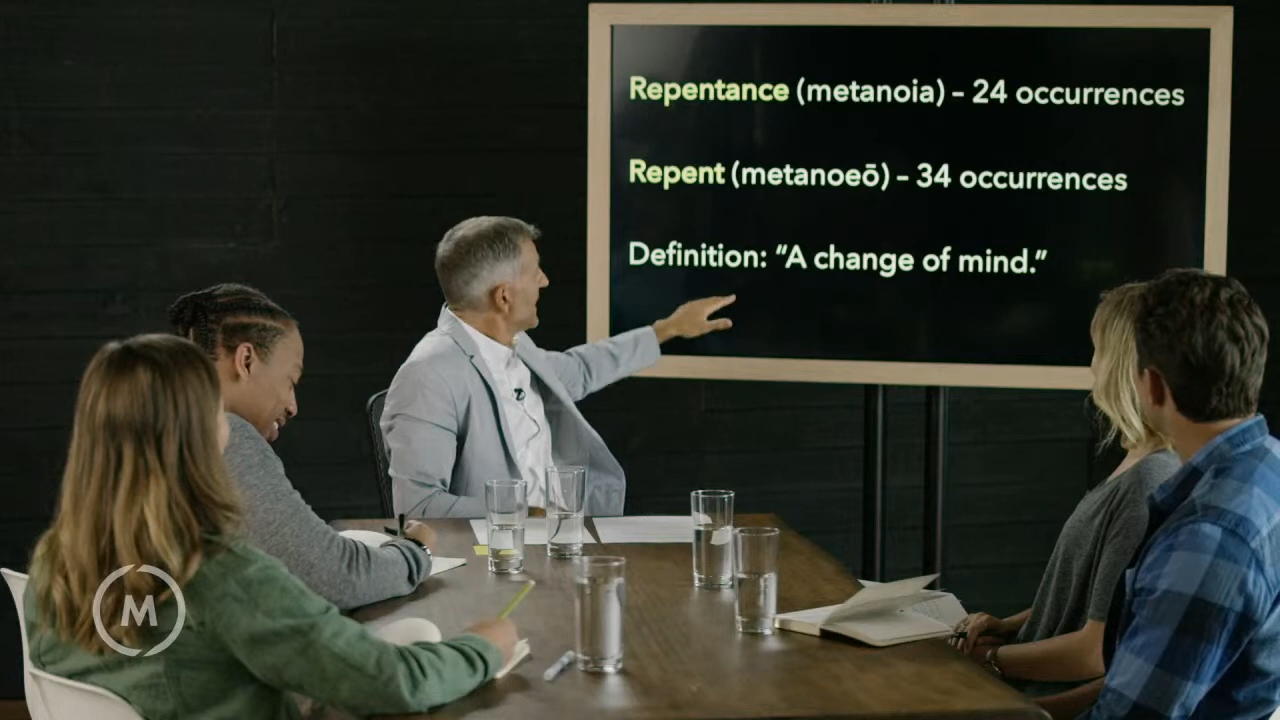 Repentance (metanoia) – 24 occurrences
Repent (metanoeō) – 34 occurrences
Definition: “A change of mind.”
M